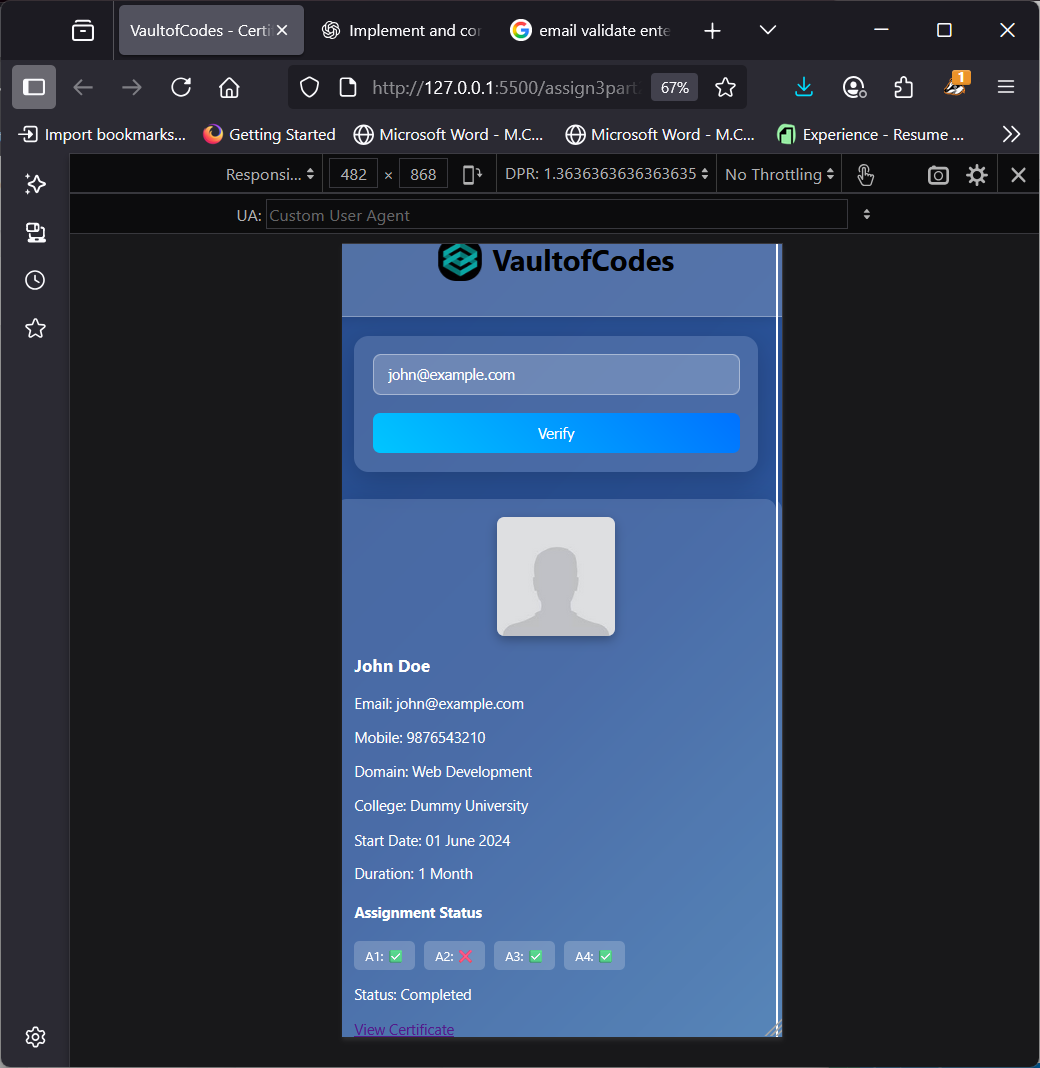 VaultofCodes - Certi
Implement and cor
email validate ente
http://127.0.0.1:5500/assign3part
67%
1
Import bookmarks...
Getting Started
Microsoft Word - M.C...
Microsoft Word - M.C...
Experience - Resume ...
Responsi...
482 × 868
DPR: 1.3636363636363635
No Throttling
UA: Custom User Agent
VaultofCodes
john@example.com
Verify
John Doe
Email: john@example.com
Mobile: 9876543210
Domain: Web Development
College: Dummy University
Start Date: 01 June 2024
Duration: 1 Month
Assignment Status
A1: ✅ A2: ❌ A3: ✅ A4: ✅
Status: Completed
View Certificate